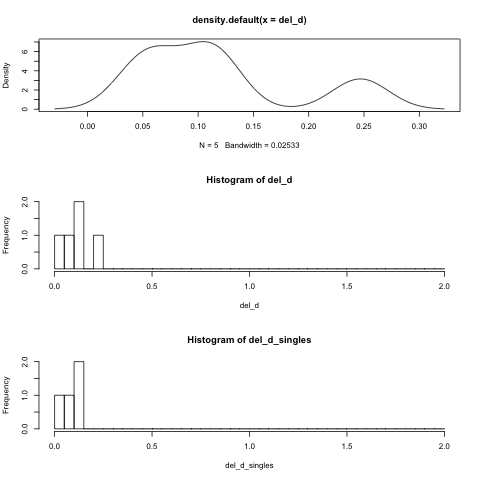 density.default(x = del_d)
Density
0 2 4 6
0.00 0.05 0.10 0.15 0.20 0.25 0.30
N = 5 Bandwidth = 0.02533
Histogram of del_d
Frequency
0.0 1.0 2.0
0.0 0.5 1.0 1.5 2.0
del_d
Histogram of del_d_singles
Frequency
0.0 1.0 2.0
0.0 0.5 1.0 1.5 2.0
del_d_singles